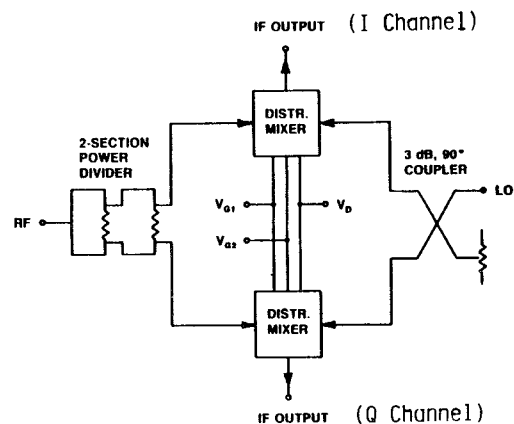 IF OUTPUT (I Channel)
DISTR.
MIXER
2-SECTION
POWER
DIVIDER
3 dB, 90°
COUPLER
RF
VG1
VD
VG2
LO
DISTR.
MIXER
IF OUTPUT (Q Channel)